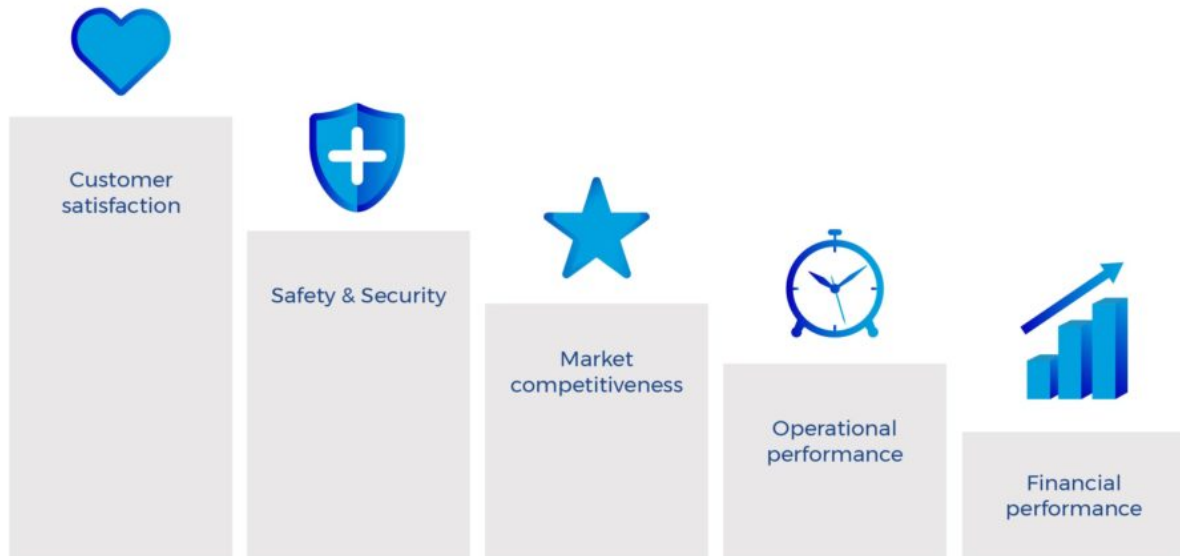 Customer
satisfaction
Safety & Security
Market
competitiveness
Operational
performance
Financial
performance